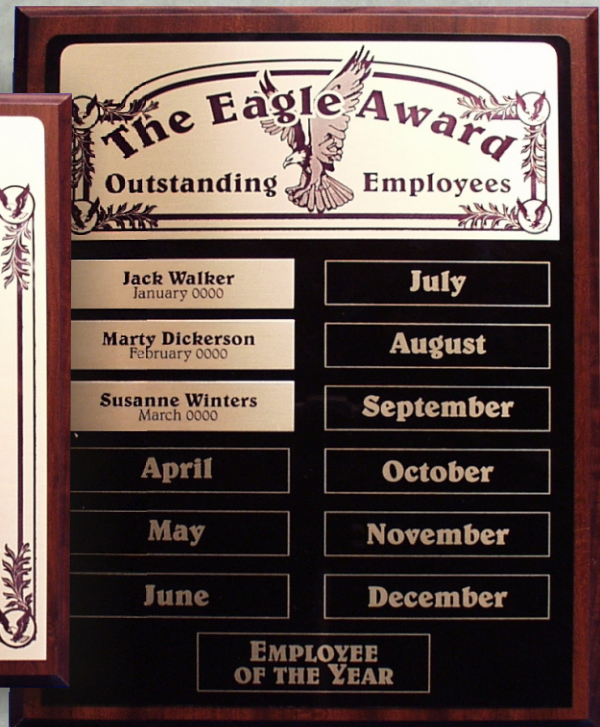 The Eagle Award
Outstanding Employees
Jack Walker
January 0000
Marty Dickerson
February 0000
Susanne Winters
March 0000
April
May
June
July
August
September
October
November
December
EMPLOYEE
OF THE YEAR